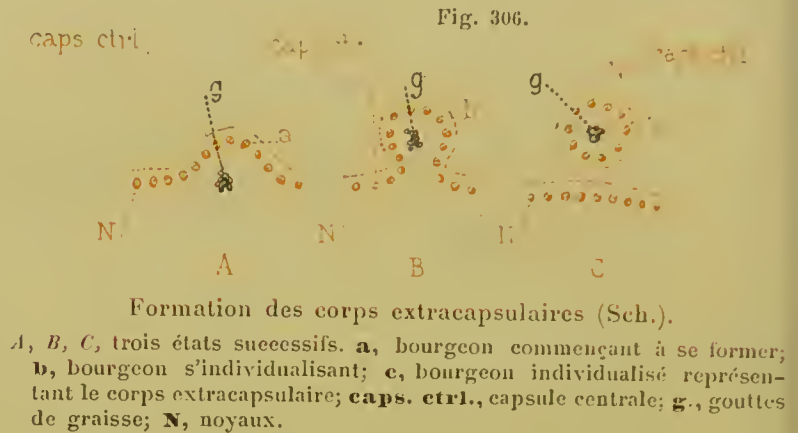 Fig. 306.
caps ctrl.
g
g
g
a
b
N.
N
A
B
C
Formation des corps extracapsulaires (Sch.).
A, B, C, trois états successifs. a, bourgeon commençant à se former;
b, bourgeon s'individualisant; c, bourgeon individualisé représen-
tant le corps extracapsulaire; caps. ctrl., capsule centrale; g., gouttes
de graisse; N, noyaux.